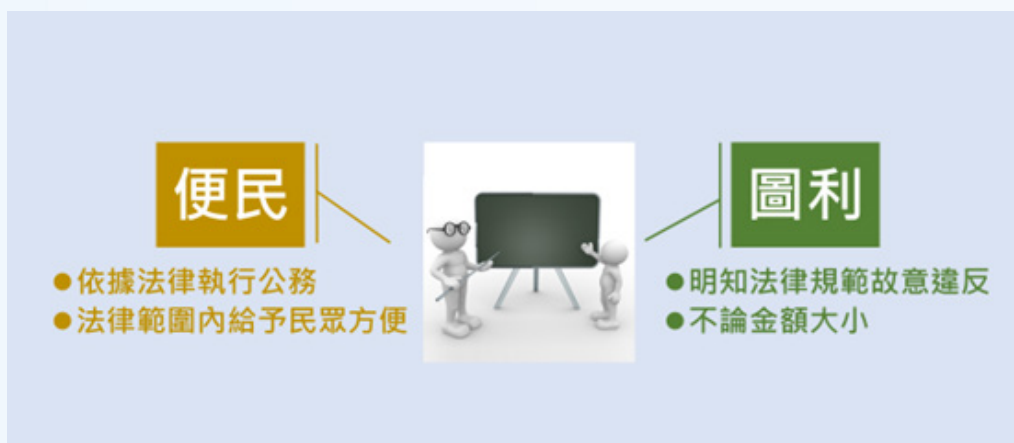 便民
●依據法律執行公務
●法律範圍內給予民眾方便
圖利
●明知法律規範故意違反
●不論金額大小